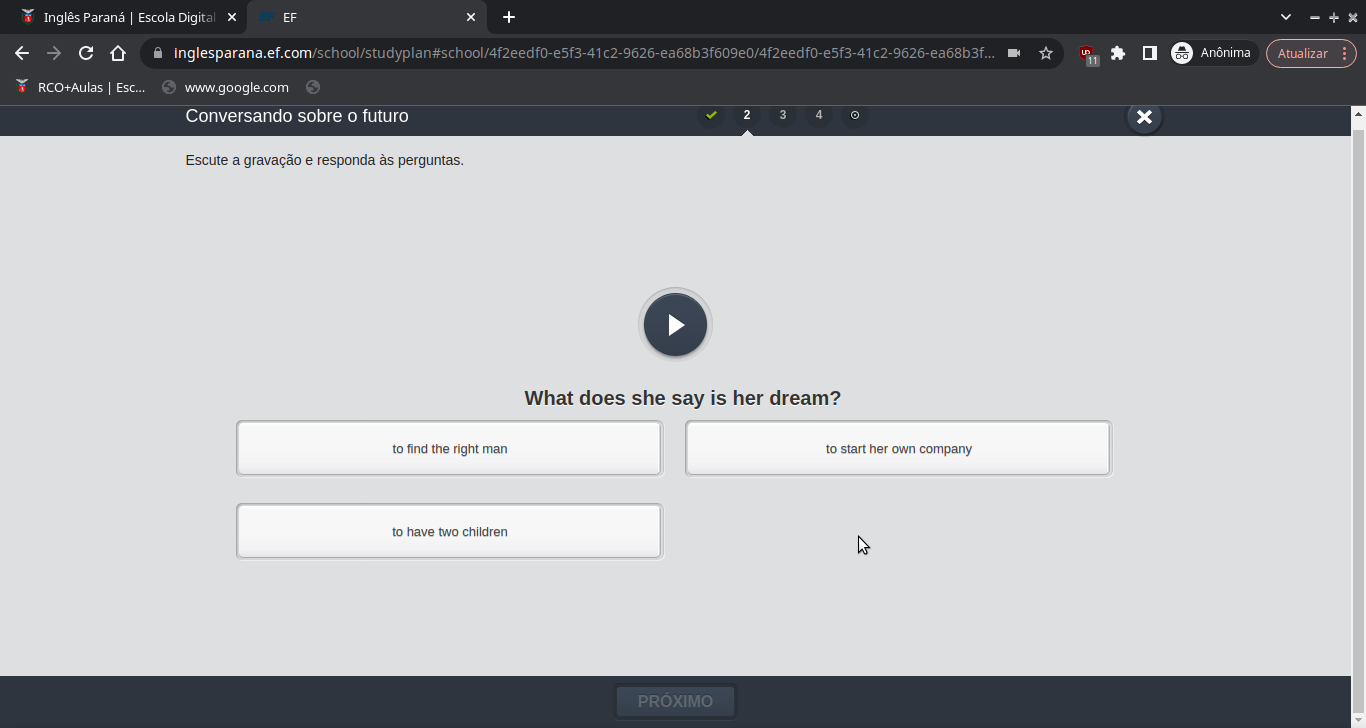 Inglês Paraná | Escola Digital
EF
inglesparana.ef.com/school/studyplan#school/4f2eedf0-e5f3-41c2-9626-ea68b3f609e0/4f2eedf0-e5f3-41c2-9626-ea68b3f...
11
Anônima
Atualizar
RCO+Aulas | Esc...
www.google.com
Conversando sobre o futuro
2
3
4
Escute a gravação e responda às perguntas.
What does she say is her dream?
to find the right man
to start her own company
to have two children
PRÓXIMO